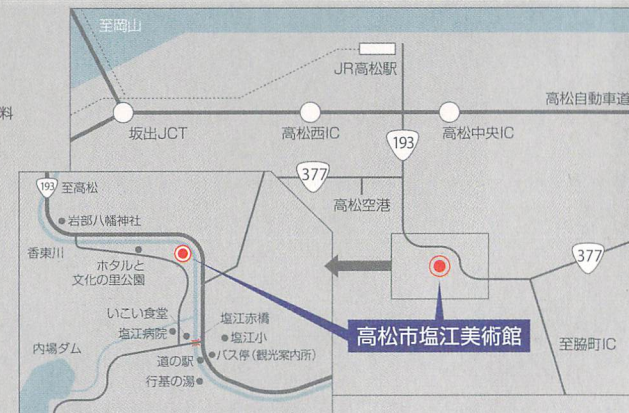 至岡山
JR高松駅
料
高松自動車道
坂出JCT
高松西IC
高松中央IC
193
377
193
至高松
高松空港
岩部八幡神社
香東川
ホタルと
文化の里公園
377
いこい食堂
塩江赤橋
塩江病院
塩江小
高松市塩江美術館
内場ダム
道の駅
バス停(観光案内所)
至脇町IC
行基の湯